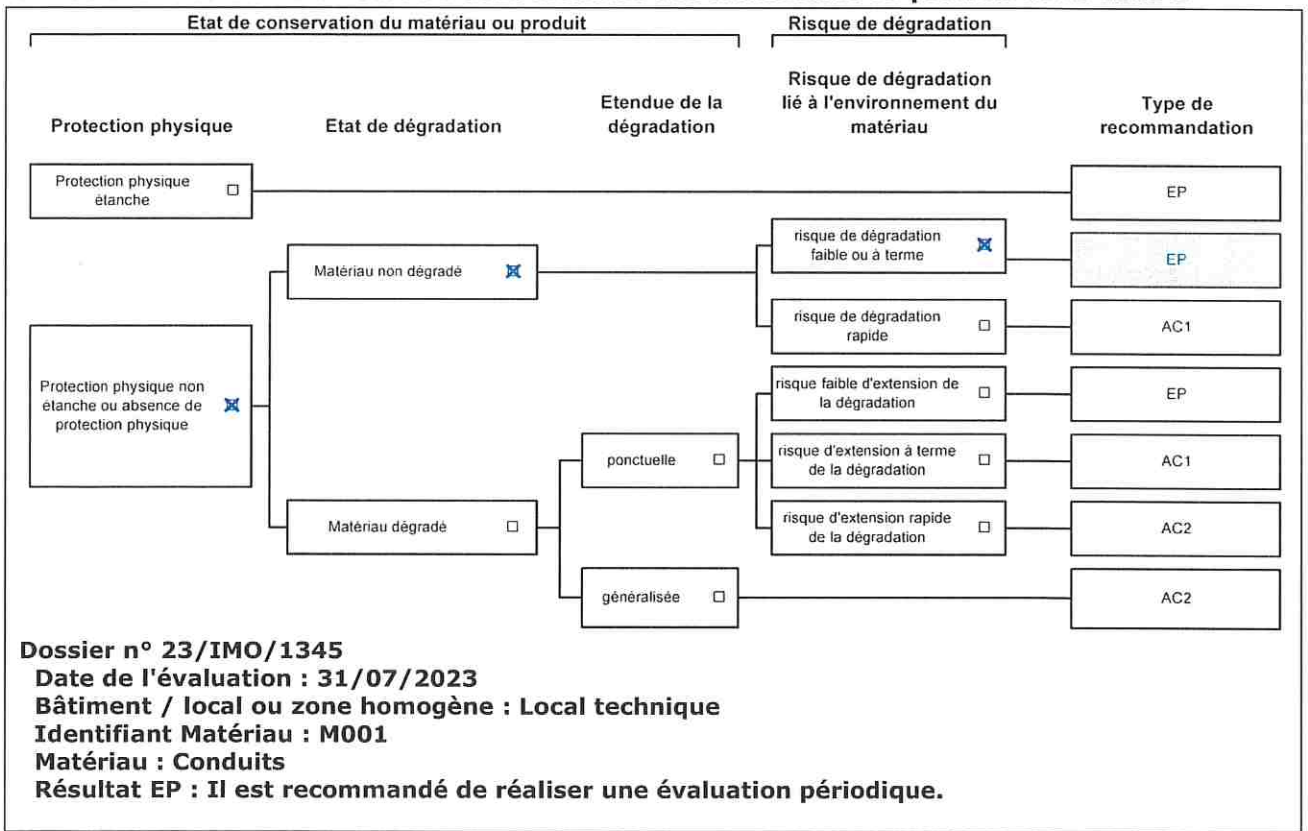 Etat de conservation du matériau ou produit
Risque de dégradation
Protection physique
Etat de dégradation
Etendue de la
dégradation
Risque de dégradation
lié à l'environnement du
matériau
Type de
recommandation
Protection physique
étanche
EP
Matériau non dégradé
risque de dégradation
faible ou à terme
EP
risque de dégradation
rapide
AC1
Protection physique non
étanche ou absence de
protection physique
risque faible d'extension de
la dégradation
EP
ponctuelle
risque d'extension à terme
de la dégradation
AC1
Matériau dégradé
risque d'extension rapide
de la dégradation
AC2
généralisée
AC2
Dossier n° 23/IMO/1345
Date de l'évaluation : 31/07/2023
Bâtiment / local ou zone homogène : Local technique
Identifiant Matériau : M001
Matériau : Conduits
Résultat EP : Il est recommandé de réaliser une évaluation périodique.